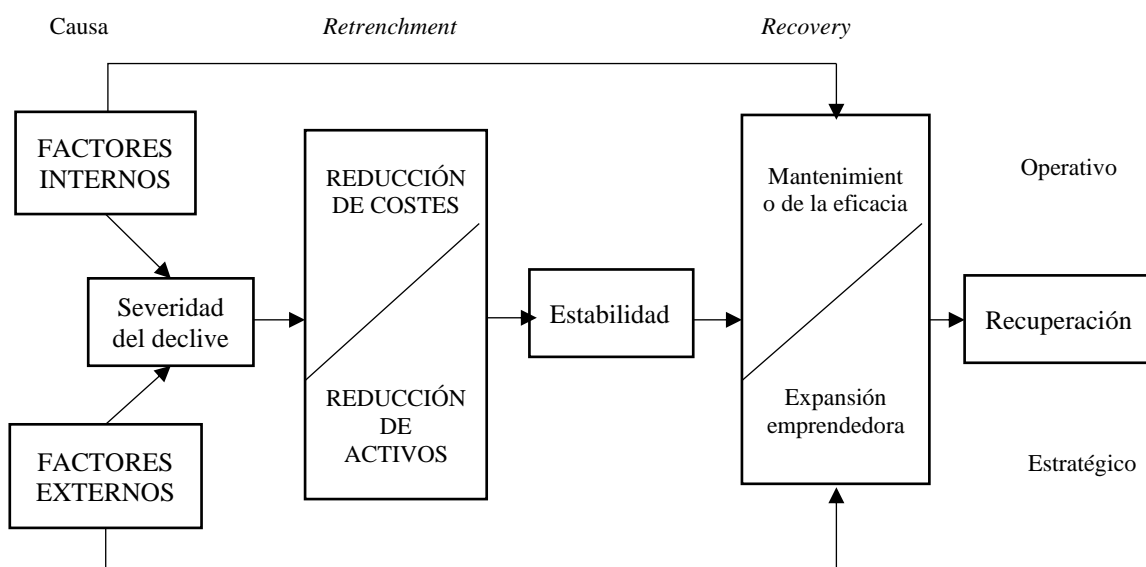 Causa
Retrenchment
Recovery
FACTORES
INTERNOS
REDUCCIÓN
DE COSTES
Mantenimient
o de la eficacia
Operativo
Severidad
del declive
Estabilidad
Recuperación
REDUCCIÓN
DE
ACTIVOS
Expansión
emprendedora
FACTORES
EXTERNOS
Estratégico